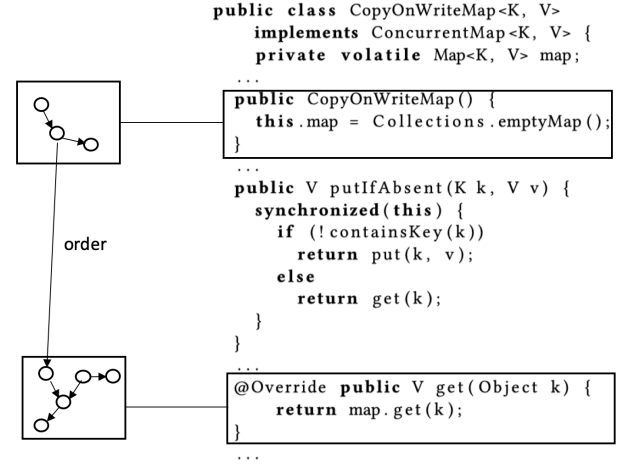 public class CopyOnWriteMap<K, V>
implements ConcurrentMap<K, V> {
private volatile Map<K, V> map;
...
public CopyOnWriteMap() {
this.map = Collections.emptyMap();
}
...
public V putIfAbsent(K k, V v) {
synchronized(this) {
if (!containsKey(k))
return put(k, v);
else
return get(k);
}
}
...
@Override public V get(Object k) {
return map.get(k);
}
...
order